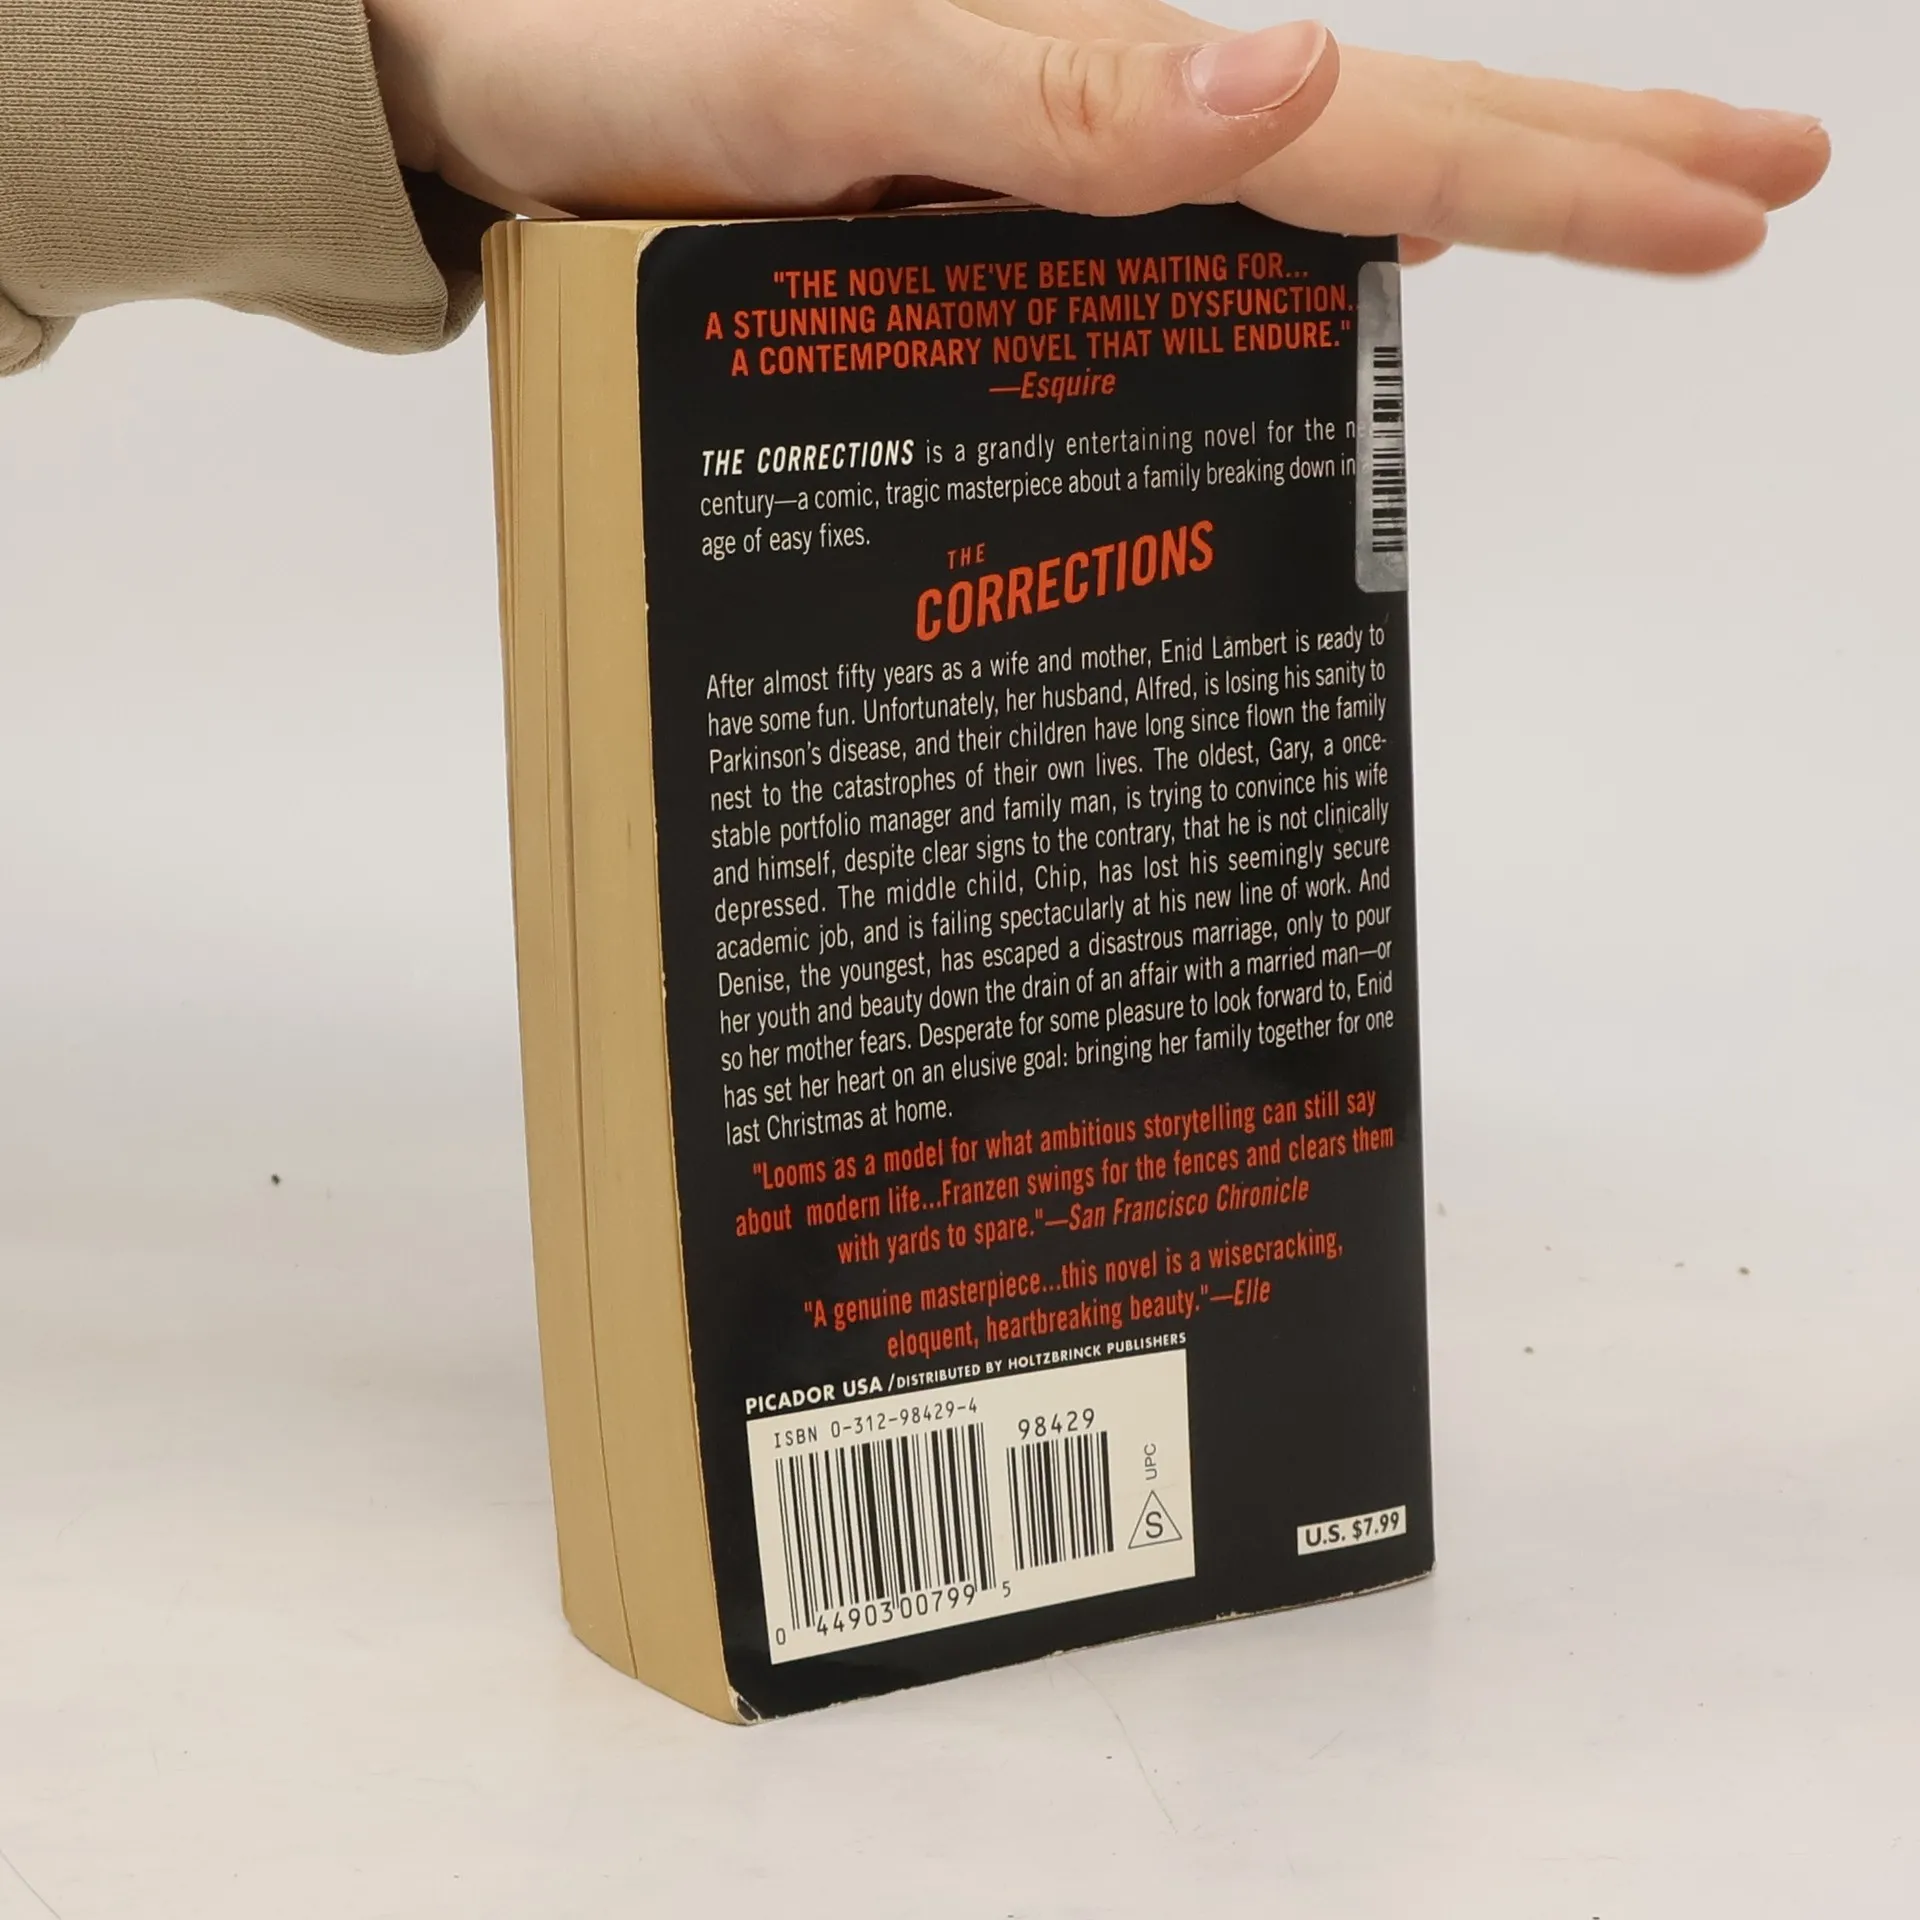 "THE NOVEL WE'VE BEEN WAITING FOR...
A STUNNING ANATOMY OF FAMILY DYSFUNCTION..
A CONTEMPORARY NOVEL THAT WILL ENDURE."
—Esquire
THE CORRECTIONS is a grandly entertaining novel for the
century—a comic, tragic masterpiece about a family breaking down in
age of easy fixes.
THE
CORRECTIONS
After almost fifty years as a wife and mother, Enid Lambert is ready to
have some fun. Unfortunately, her husband, Alfred, is losing his sanity to
Parkinson's disease, and their children have long since flown the family
nest to the catastrophes of their own lives. The oldest, Gary, a once-
stable portfolio manager and family man, is trying to convince his wife
and himself, despite clear signs to the contrary, that he is not clinically
depressed. The middle child, Chip, has lost his seemingly secure
academic job, and is failing spectacularly at his new line of work. And
Denise, the youngest, has escaped a disastrous marriage, only to pour
her youth and beauty down the drain of an affair with a married man—or
so her mother fears. Desperate for some pleasure to look forward to, Enid
has set her heart on an elusive goal: bringing her family together for one
last Christmas at home.
"Looms as a model for what ambitious storytelling can still say
about modern life...Franzen swings for the fences and clears them
with yards to spare."—San Francisco Chronicle
"A genuine masterpiece...this novel is a wisecracking,
eloquent, heartbreaking beauty."—Elle
PICADOR USA /DISTRIBUTED BY HOLTZBRINCK PUBLISHERS
ISBN 0-312-98429-4
98429
UPC
S
0 44903 00799 5
U.S. $7.99